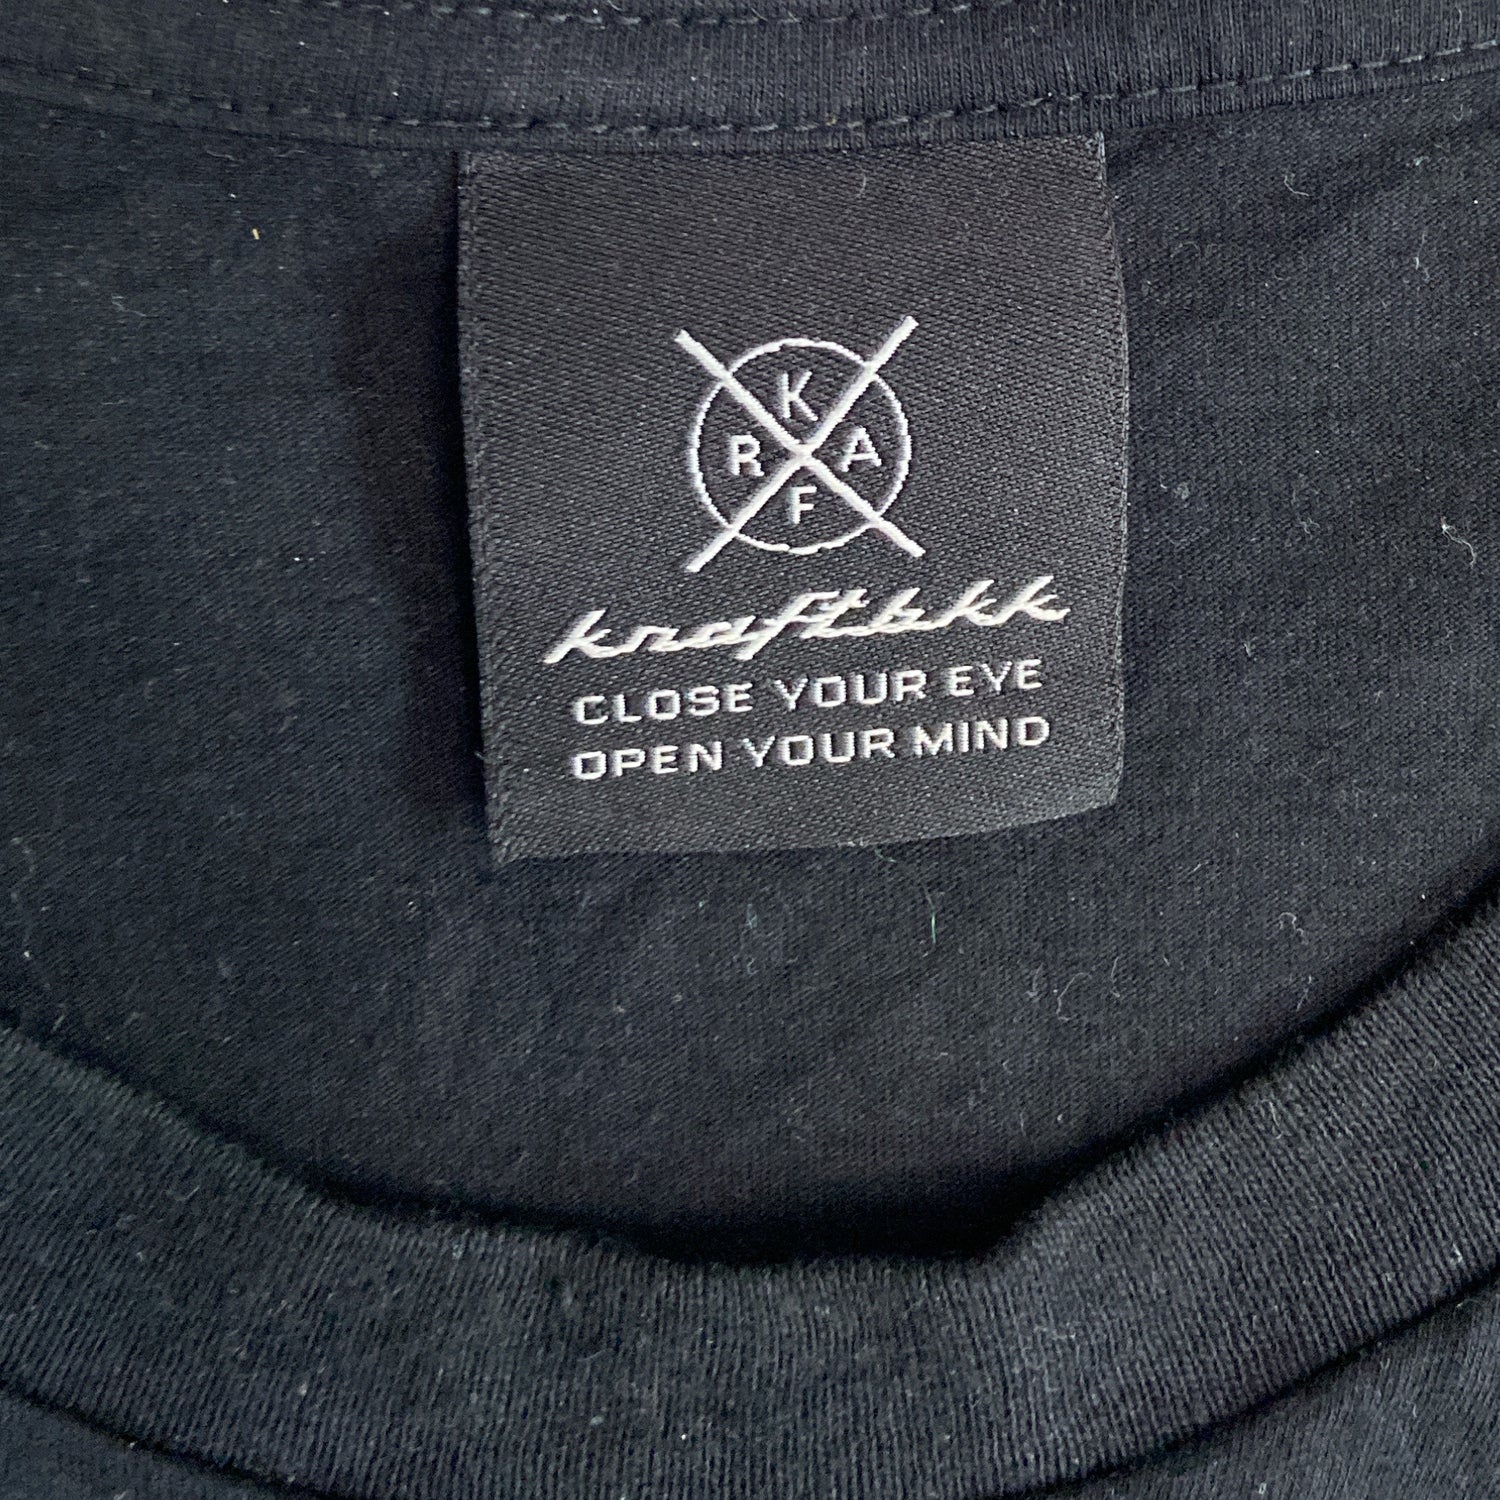 K
R A
F
kraftbkk
CLOSE YOUR EYE
OPEN YOUR MIND